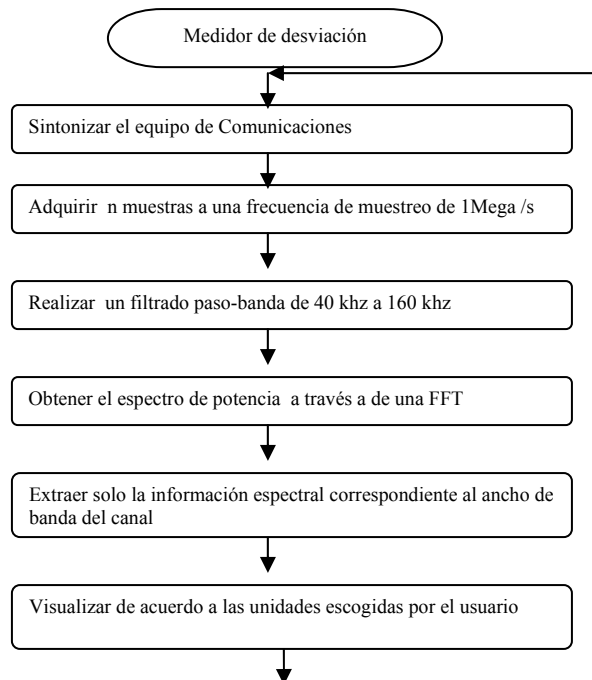 Medidor de desviación
Sintonizar el equipo de Comunicaciones
Adquirir n muestras a una frecuencia de muestreo de 1Mega /s
Realizar un filtrado paso-banda de 40 khz a 160 khz
Obtener el espectro de potencia a través a de una FFT
Extraer solo la información espectral correspondiente al ancho de
banda del canal
Visualizar de acuerdo a las unidades escogidas por el usuario